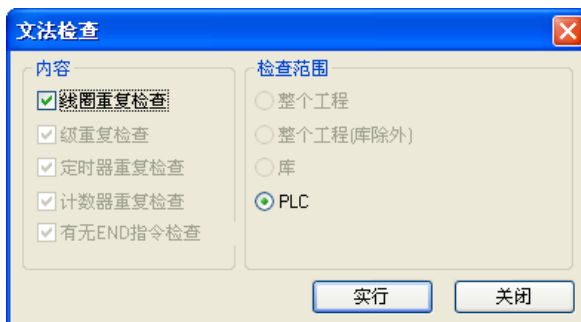 文法检查
内容
线圈重复检查
级重复检查
定时器重复检查
计数器重复检查
有无END指令检查
检查范围
整个工程
整个工程(库除外)
库
PLC
实行
关闭